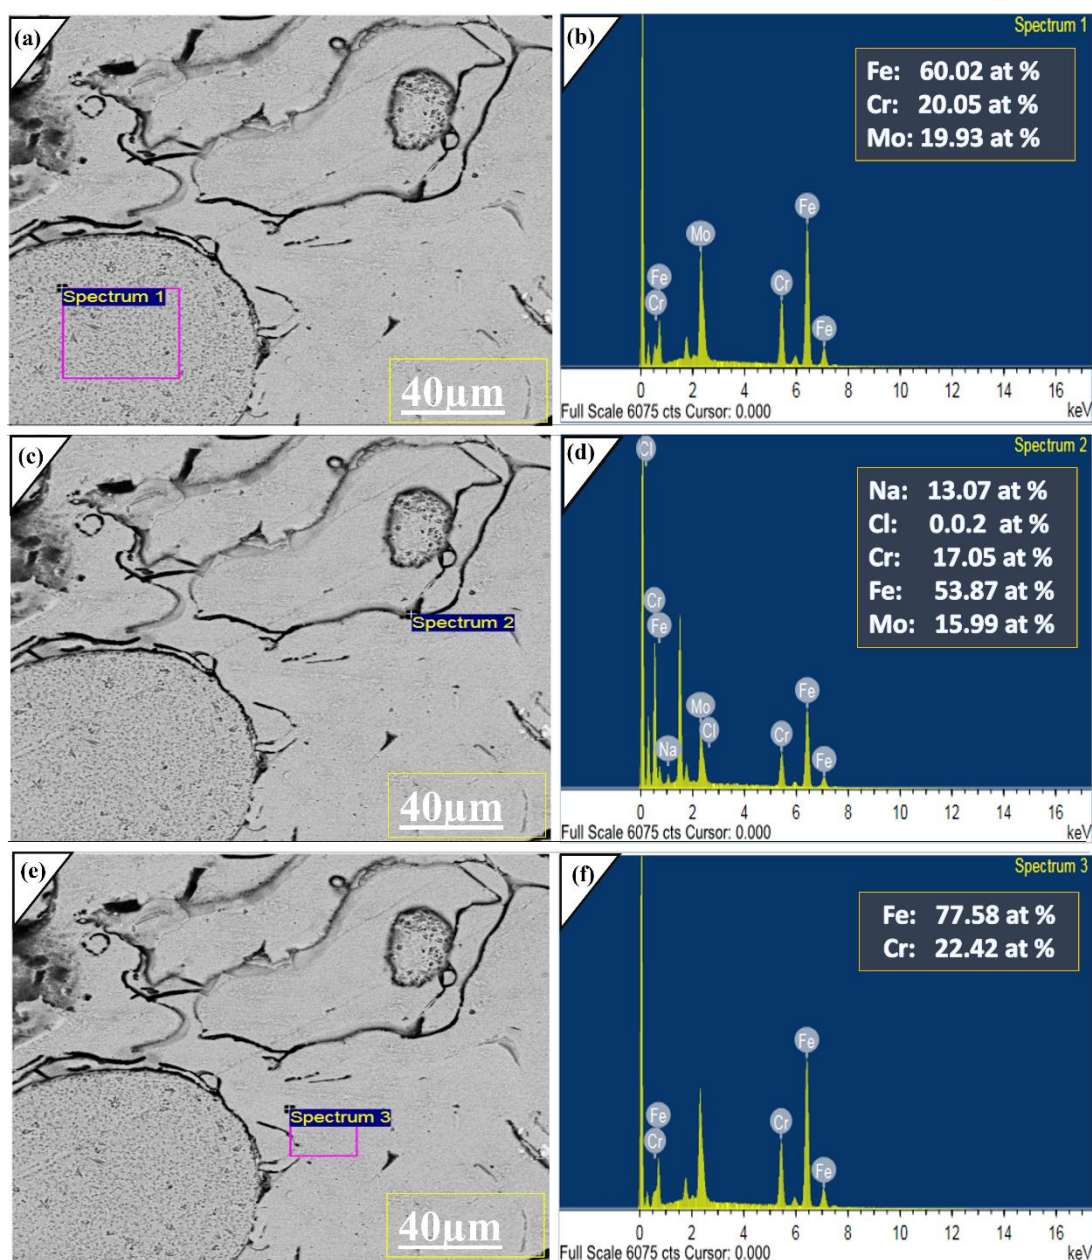 (a)
Spectrum 1
40μm
(b)
Spectrum 1
Fe: 60.02 at %
Cr: 20.05 at %
Mo: 19.93 at %
Fe
Mo
Fe
Cr
Cr
Fe
0 2 4 6 8 10 12 14 16
Full Scale 6075 cts Cursor: 0.000
keV
(c)
Spectrum 2
40μm
(d)
Spectrum 2
Cl
Na: 13.07 at %
Cl: 0.0.2 at %
Cr: 17.05 at %
Fe: 53.87 at %
Mo: 15.99 at %
Cr
Fe
Fe
Mo
Cl
Cr
Na
Fe
0 2 4 6 8 10 12 14 16
Full Scale 6075 cts Cursor: 0.000
keV
(e)
Spectrum 3
40μm
(f)
Spectrum 3
Fe: 77.58 at %
Cr: 22.42 at %
Fe
Fe
Cr
Cr
Fe
0 2 4 6 8 10 12 14 16
Full Scale 6075 cts Cursor: 0.000
keV